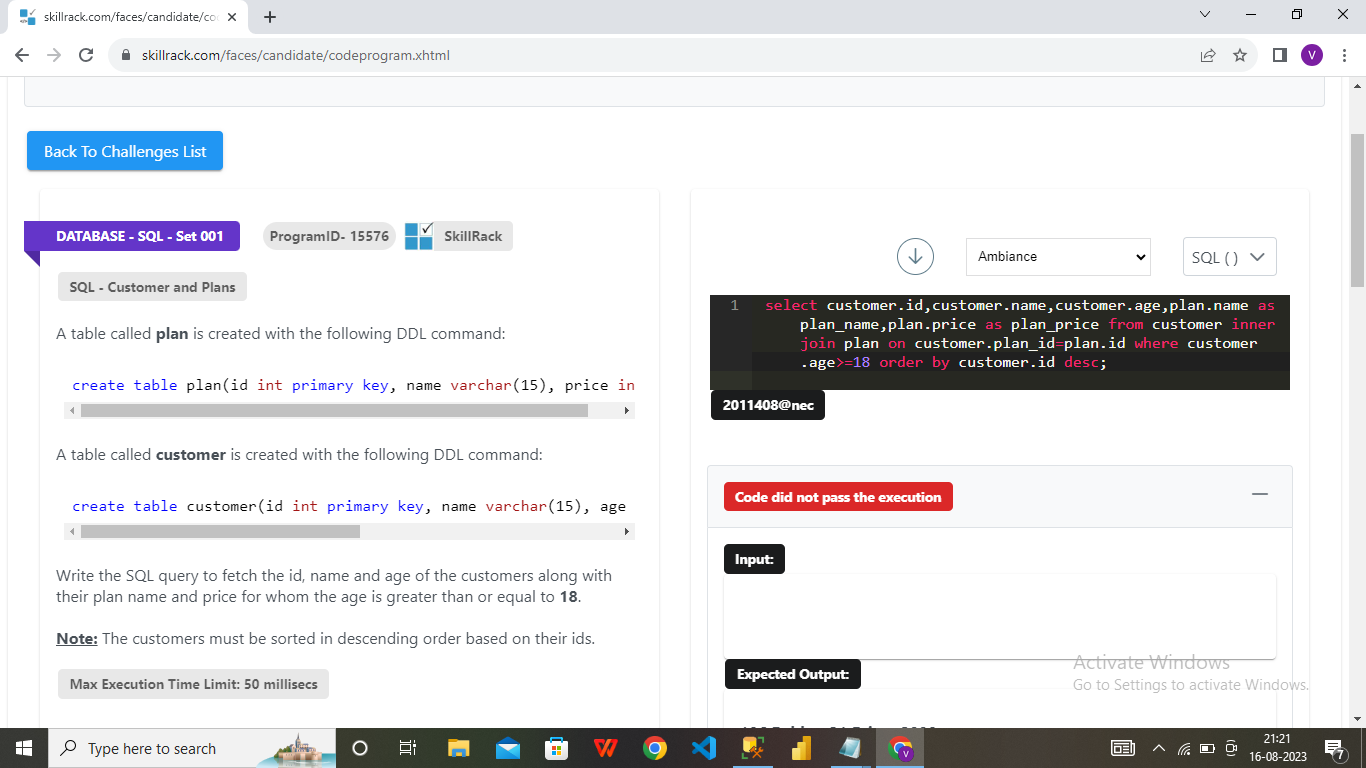 skillrack.com/faces/candidate/co
skillrack.com/faces/candidate/codeprogram.xhtml
V
Back To Challenges List
DATABASE - SQL - Set 001
ProgramID- 15576
SkillRack
SQL - Customer and Plans
A table called plan is created with the following DDL command:
create table plan(id int primary key, name varchar(15), price in
A table called customer is created with the following DDL command:
create table customer(id int primary key, name varchar(15), age
Write the SQL query to fetch the id, name and age of the customers along with
their plan name and price for whom the age is greater than or equal to 18.
Note: The customers must be sorted in descending order based on their ids.
Max Execution Time Limit: 50 millisecs
Ambiance
SQL ( )
1 select customer.id,customer.name,customer.age,plan.name as
plan_name,plan.price as plan_price from customer inner
join plan on customer.plan_id=plan.id where customer
.age>=18 order by customer.id desc;
2011408@nec
Code did not pass the execution
Input:
Expected Output:
Activate Windows
Go to Settings to activate Windows.
Type here to search
V
21:21
16-08-2023
7